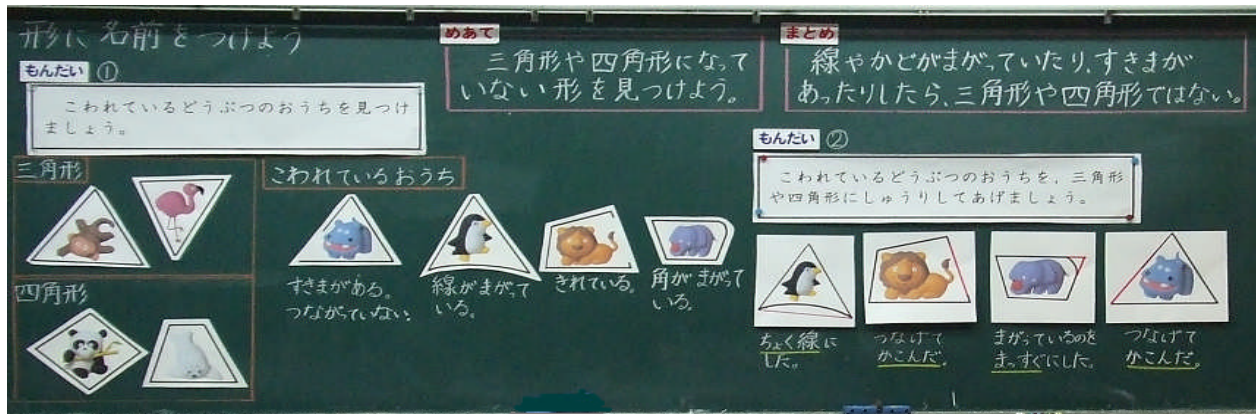 形に名前をつけよう
もんだい ①
こわれているどうぶつのおうちを見つけ
ましょう。
三角形
四角形
こわれているおうち
すきまがある。
つながっていない。
線がまがって
いる。
きれている。
角がまがって
いる。
めあて
三角形や四角形になって
いない形を見つけよう。
まとめ
線やかどがまがっていたり、すきまが
あったりしたら、三角形や四角形ではない。
もんだい ②
こわれているどうぶつのおうちを、三角形
や四角形にしゅうりしてあげましょう。
ちょく線に
した。
つなげて
かこんだ。
まがっているのを
まっすぐにした。
つなげて
かこんだ。